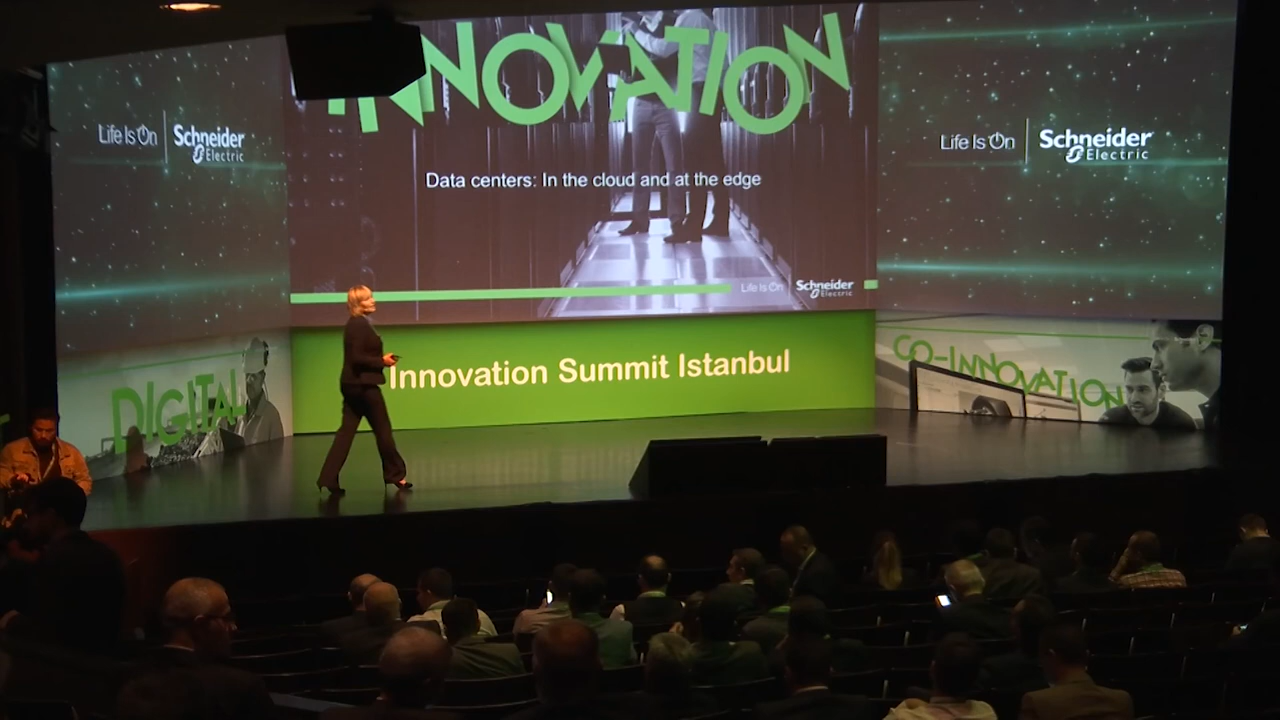 INNOVATION
Life Is On
Schneider
Electric
Life Is On
Schneider
Electric
Data centers: In the cloud and at the edge
Life Is On
Schneider
Electric
Innovation Summit Istanbul
DIGITAL
CO-INNOVATION